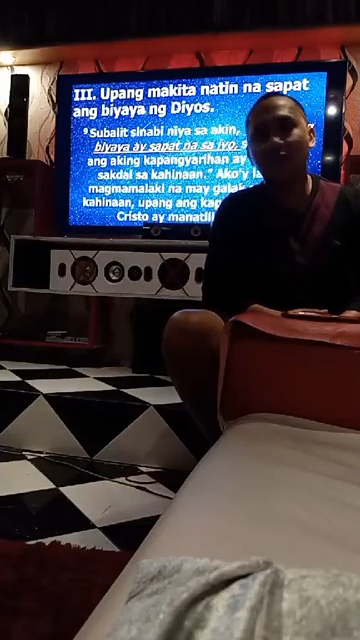 III. Upang makita natin na sapat
ang biyaya ng Diyos.
9 Subalit sinabi niya sa akin,
biyaya ay sapat na sa iyo, s
ang aking kapangyarihan ay
sakdal sa kahinaan." Ako'y
magmamalaki na may galak
kahinaan, upang ang
Cristo ay